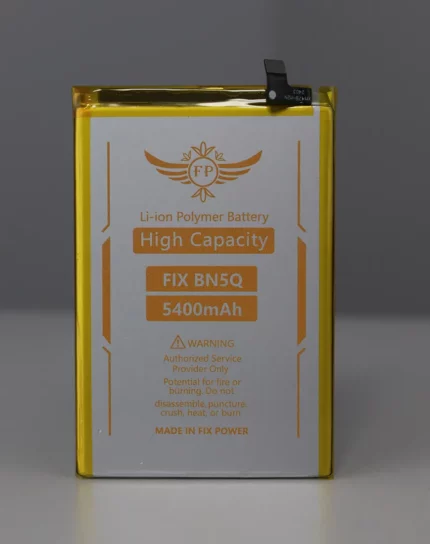 FP
Li-ion Polymer Battery
High Capacity
FIX BN5Q
5400mAh
WARNING
Authorized Service
Provider Only
Potential for fire or
burning. Do not
disassemble, puncture,
crush, heat, or burn
MADE IN FIX POWER